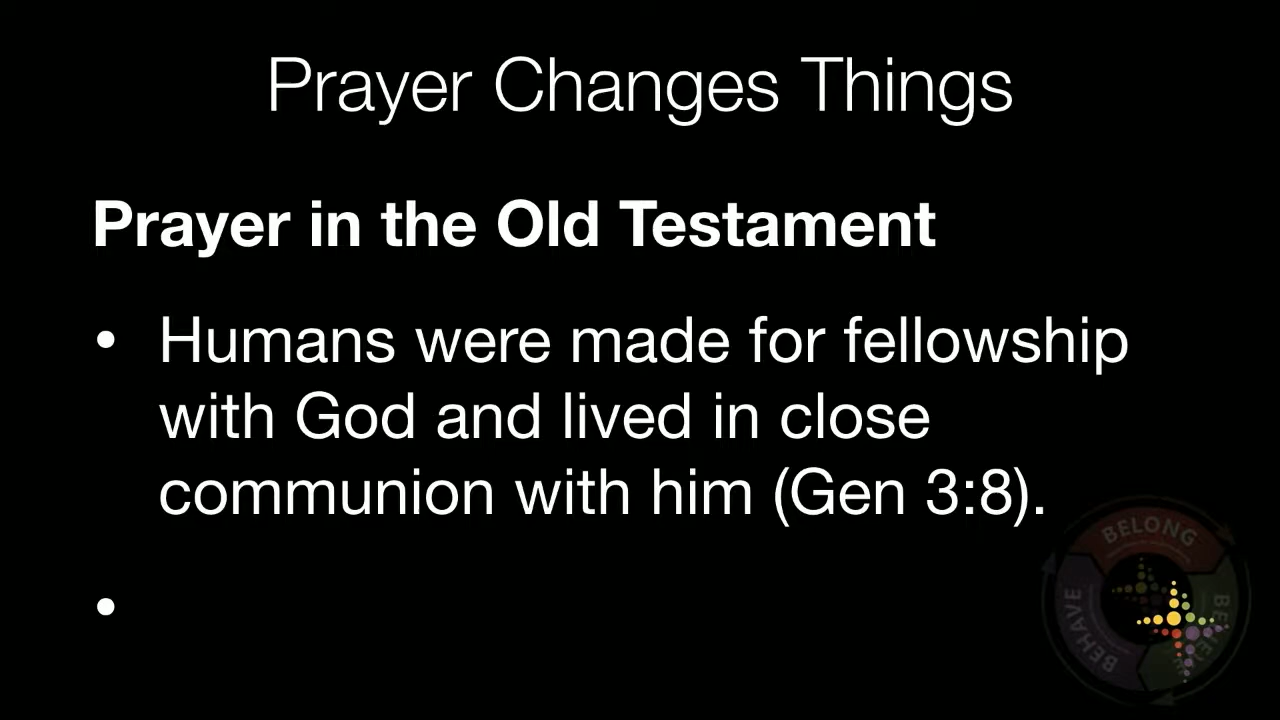 Prayer Changes Things
Prayer in the Old Testament
• Humans were made for fellowship
with God and lived in close
communion with him (Gen 3:8).
•
BELONG
BEHAVE
BEHAVE